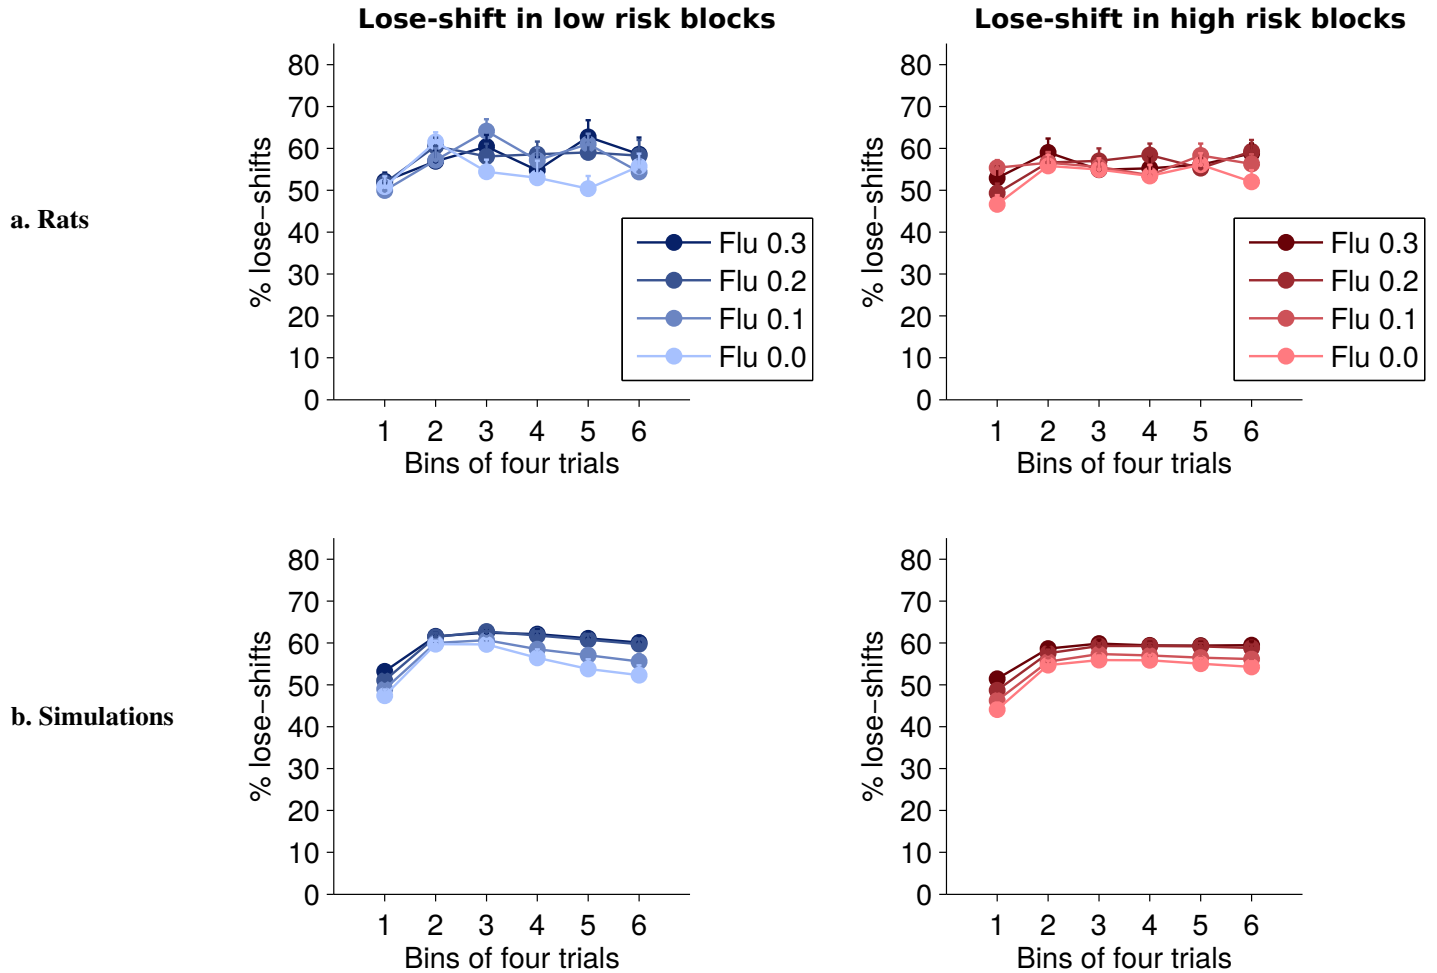 Lose-shift in low risk blocks
Lose-shift in high risk blocks
a. Rats
% lose-shifts
80
70
60
50
40
30
20
10
0
1 2 3 4 5 6
Bins of four trials
Flu 0.3
Flu 0.2
Flu 0.1
Flu 0.0
% lose-shifts
80
70
60
50
40
30
20
10
0
1 2 3 4 5 6
Bins of four trials
Flu 0.3
Flu 0.2
Flu 0.1
Flu 0.0
b. Simulations
% lose-shifts
80
70
60
50
40
30
20
10
0
1 2 3 4 5 6
Bins of four trials
% lose-shifts
80
70
60
50
40
30
20
10
0
1 2 3 4 5 6
Bins of four trials